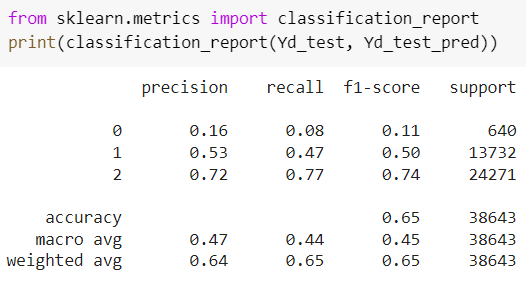 from sklearn.metrics import classification_report
print(classification_report(Yd_test, Yd_test_pred))
precision recall f1-score support
0 0.16 0.08 0.11 640
1 0.53 0.47 0.50 13732
2 0.72 0.77 0.74 24271
accuracy 0.65 38643
macro avg 0.47 0.44 0.45 38643
weighted avg 0.64 0.65 0.65 38643